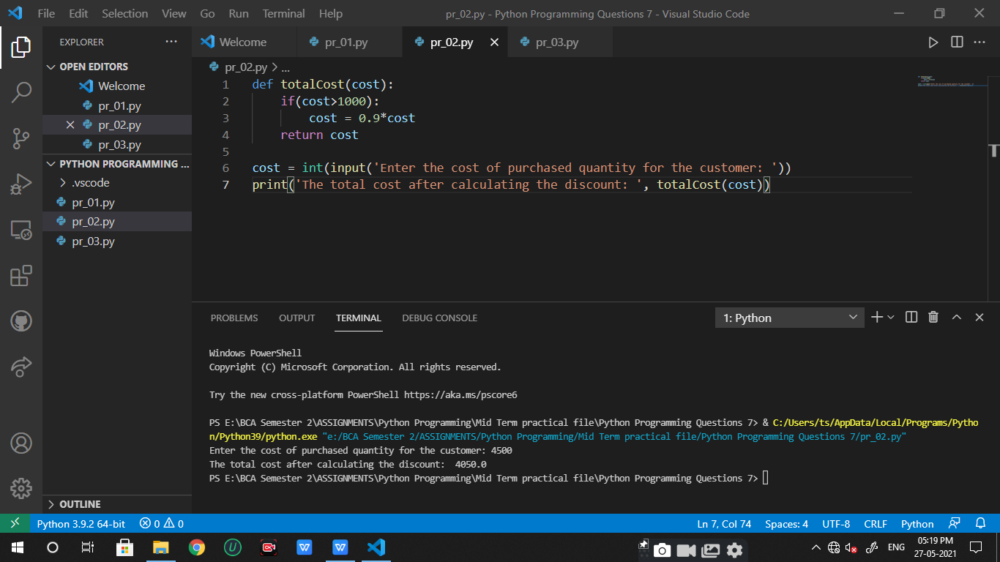 File Edit Selection View Go Run Terminal Help pr_02.py - Python Programming Questions 7 - Visual Studio Code
EXPLORER ...
Welcome pr_01.py pr_02.py pr_03.py ...
OPEN EDITORS
Welcome
pr_01.py
pr_02.py
pr_03.py
PYTHON PROGRAMMING ...
.vscode
pr_01.py
pr_02.py
pr_03.py
OUTLINE
pr_02.py > ...
1 def totalCost(cost):
2 if(cost>1000):
3 cost = 0.9*cost
4 return cost
5
6 cost = int(input('Enter the cost of purchased quantity for the customer: '))
7 print('The total cost after calculating the discount: ', totalCost(cost))
PROBLEMS OUTPUT TERMINAL DEBUG CONSOLE 1: Python
Windows PowerShell
Copyright (C) Microsoft Corporation. All rights reserved.
Try the new cross-platform PowerShell https://aka.ms/pscore6
PS E:\BCA Semester 2\ASSIGNMENTS\Python Programming\Mid Term practical file\Python Programming Questions 7> & C:/Users/ts/AppData/Local/Programs/Pytho
n/Python39/python.exe "e:/BCA Semester 2/ASSIGNMENTS/Python Programming/Mid Term practical file/Python Programming Questions 7/pr_02.py"
Enter the cost of purchased quantity for the customer: 4500
The total cost after calculating the discount:  4050.0
PS E:\BCA Semester 2\ASSIGNMENTS\Python Programming\Mid Term practical file\Python Programming Questions 7>
Python 3.9.2 64-bit 0 0 Ln 7, Col 74 Spaces: 4 UTF-8 CRLF Python
ENG 05:19 PM
27-05-2021